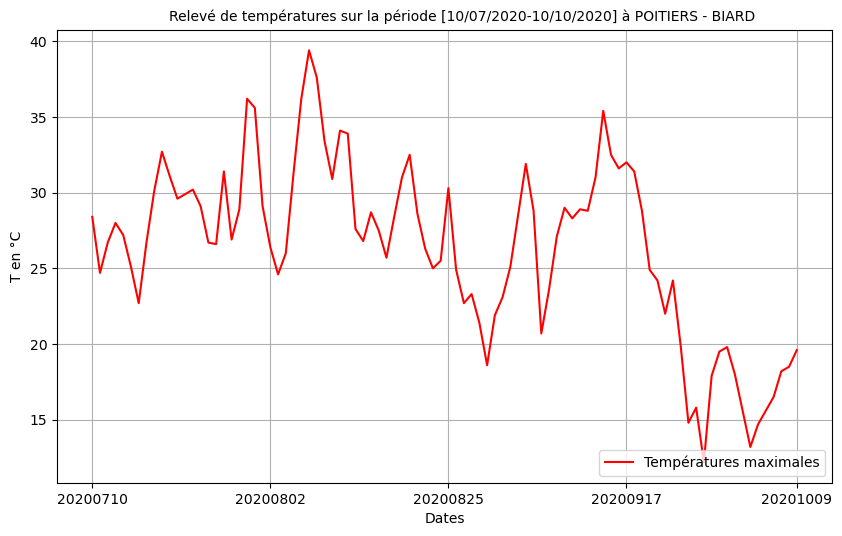 Relevé de températures sur la période [10/07/2020-10/10/2020] à POITIERS - BIARD
40
35
30
25
20
15
T en °C
Températures maximales
20200710 20200802 20200825 20200917 20201009
Dates